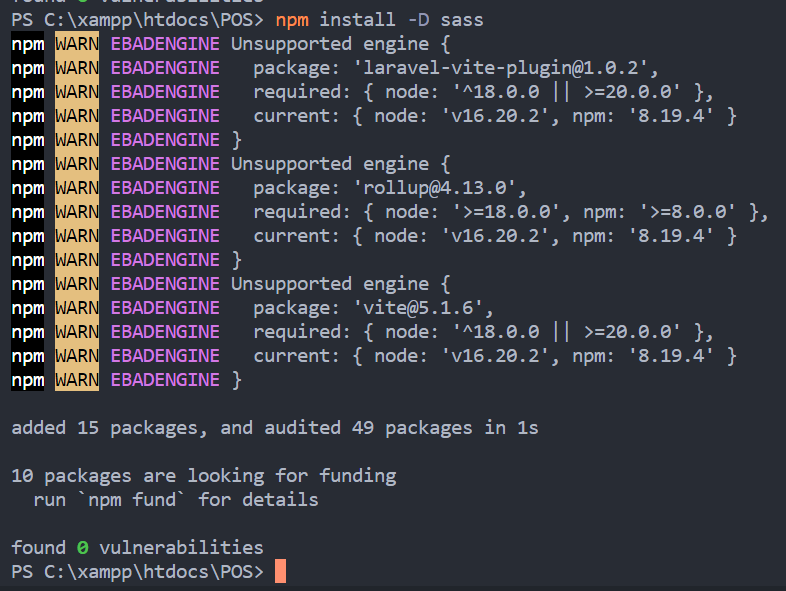 PS C:\xampp\htdocs\POS> npm install -D sass
npm WARN EBADENGINE Unsupported engine {
npm WARN EBADENGINE   package: 'laravel-vite-plugin@1.0.2',
npm WARN EBADENGINE   required: { node: '^18.0.0 || >=20.0.0' },
npm WARN EBADENGINE   current: { node: 'v16.20.2', npm: '8.19.4' }
npm WARN EBADENGINE }
npm WARN EBADENGINE Unsupported engine {
npm WARN EBADENGINE   package: 'rollup@4.13.0',
npm WARN EBADENGINE   required: { node: '>=18.0.0', npm: '>=8.0.0' },
npm WARN EBADENGINE   current: { node: 'v16.20.2', npm: '8.19.4' }
npm WARN EBADENGINE }
npm WARN EBADENGINE Unsupported engine {
npm WARN EBADENGINE   package: 'vite@5.1.6',
npm WARN EBADENGINE   required: { node: '^18.0.0 || >=20.0.0' },
npm WARN EBADENGINE   current: { node: 'v16.20.2', npm: '8.19.4' }
npm WARN EBADENGINE }
added 15 packages, and audited 49 packages in 1s
10 packages are looking for funding
  run `npm fund` for details
found 0 vulnerabilities
PS C:\xampp\htdocs\POS>